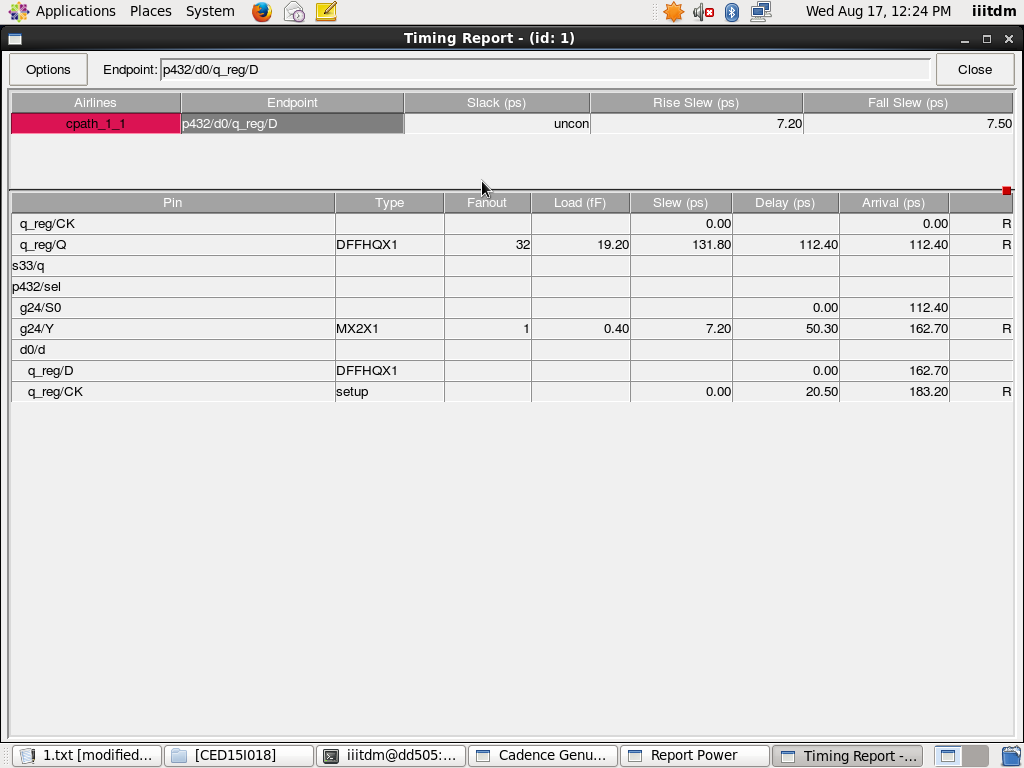 Applications Places System Wed Aug 17, 12:24 PM iiitdm
Timing Report - (id: 1)
Options Endpoint: p432/d0/q_reg/D Close
Airlines Endpoint Slack (ps) Rise Slew (ps) Fall Slew (ps)
cpath_1_1 p432/d0/q_reg/D uncon 7.20 7.50
Pin Type Fanout Load (fF) Slew (ps) Delay (ps) Arrival (ps)
q_reg/CK 0.00 0.00 R
q_reg/Q DFFHQX1 32 19.20 131.80 112.40 112.40 R
s33/q
p432/sel
g24/S0 0.00 112.40
g24/Y MX2X1 1 0.40 7.20 50.30 162.70 R
d0/d
q_reg/D DFFHQX1 0.00 162.70
q_reg/CK setup 0.00 20.50 183.20 R
1.txt [modified... [CED15I018] iiitdm@dd505:... Cadence Genu... Report Power Timing Report -...